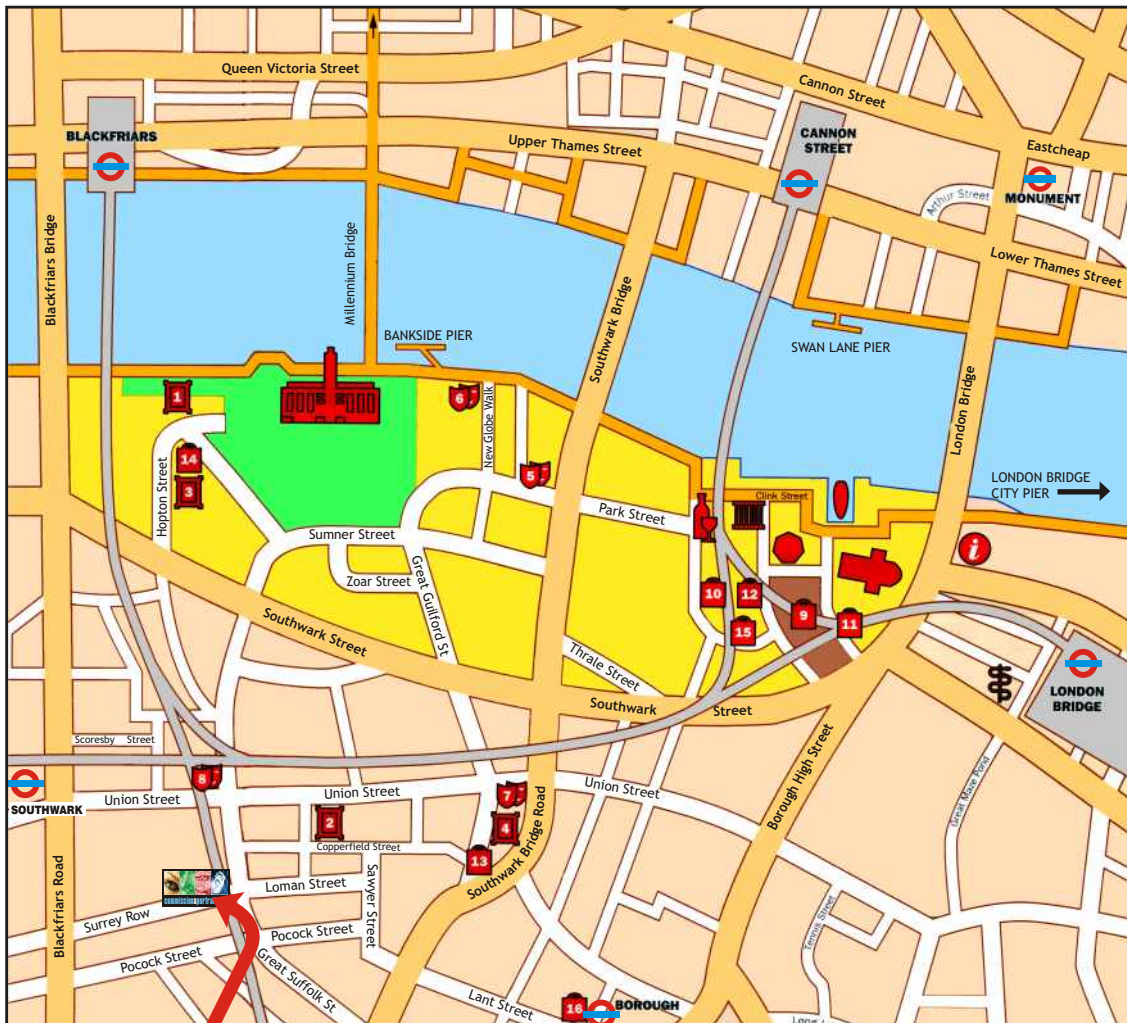 Queen Victoria Street
Cannon Street
BLACKFRIARS
CANNON
STREET
Upper Thames Street
Eastcheap
MONUMENT
Arthur Street
Lower Thames Street
Blackfriars Bridge
Millennium Bridge
Southwark Bridge
London Bridge
BANKSIDE PIER
SWAN LANE PIER
LONDON BRIDGE
CITY PIER
1
6
New Globe Walk
14
3
Hopton Street
5
Park Street
Clink Street
i
Sumner Street
Zoar Street
Great Guilford St
10
12
9
11
15
Southwark Street
Thrale Street
Southwark
Street
LONDON
BRIDGE
Scoresby Street
8
SOUTHWARK
Union Street
Union Street
Union Street
7
2
4
Copperfield Street
13
Southwark Bridge Road
Borough High Street
Great Maze Pond
Blackfriars Road
Loman Street
Sawyer Street
Surrey Row
Pocock Street
Pocock Street
Great Suffolk St
Lant Street
Tennis Street
16
BOROUGH